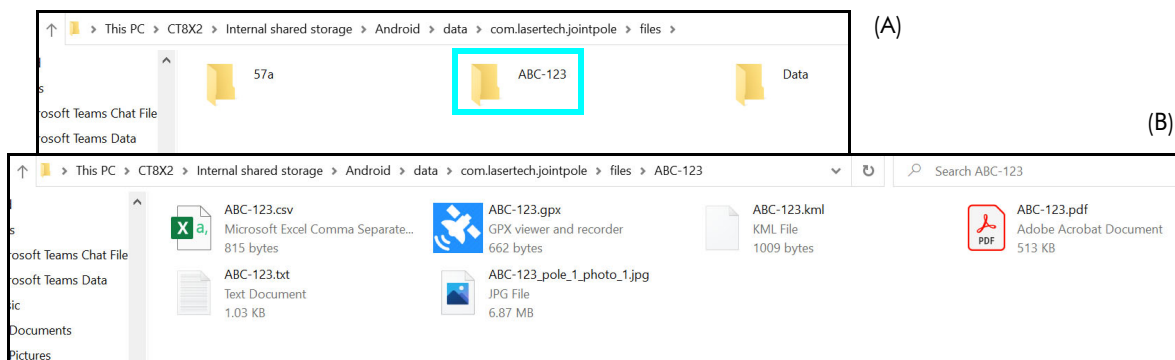 (A)
This PC > CT8X2 > Internal shared storage > Android > data > com.lasertech.jointpole > files >
57a
ABC-123
Data
s
rosoft Teams Chat File
rosoft Teams Data
(B)
This PC > CT8X2 > Internal shared storage > Android > data > com.lasertech.jointpole > files > ABC-123
Search ABC-123
s
rosoft Teams Chat File
rosoft Teams Data
ic
Documents
Pictures
ABC-123.csv
Microsoft Excel Comma Separate...
815 bytes
ABC-123.gpx
GPX viewer and recorder
662 bytes
ABC-123.kml
KML File
1009 bytes
PDF
ABC-123.pdf
Adobe Acrobat Document
513 KB
ABC-123.txt
Text Document
1.03 KB
ABC-123_pole_1_photo_1.jpg
JPG File
6.87 MB